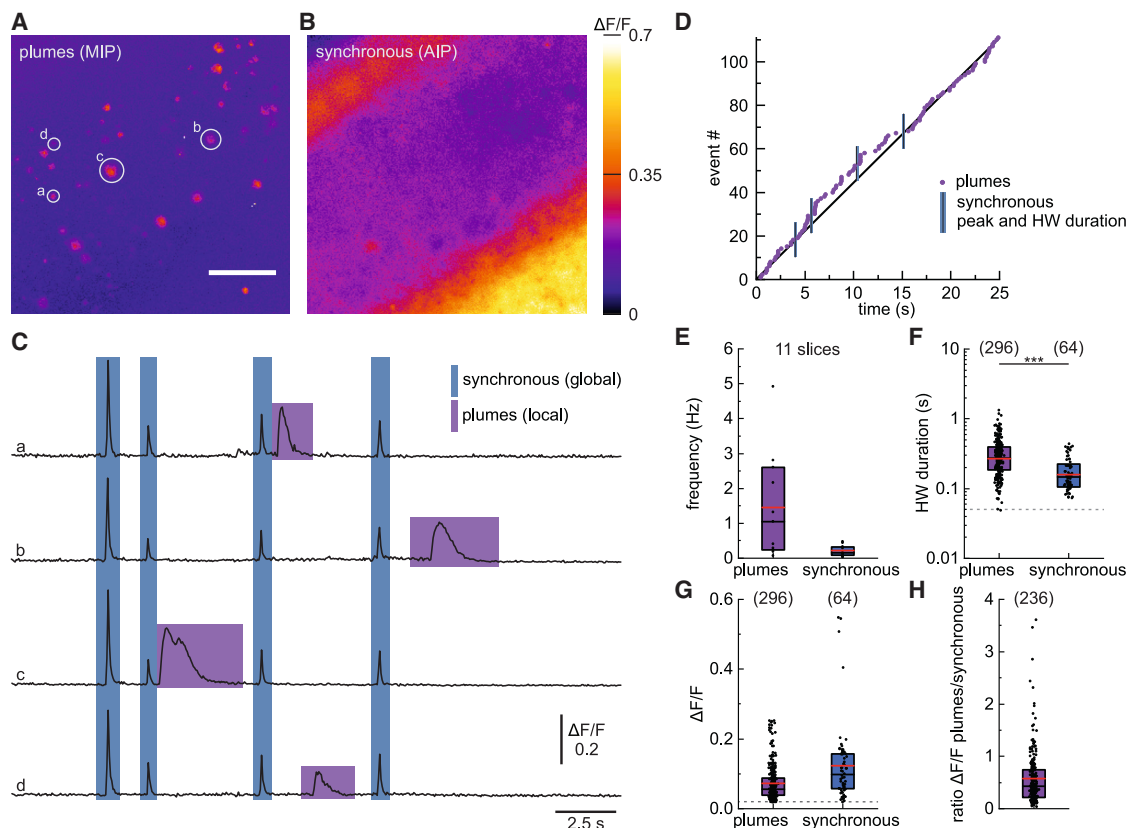 A
plumes (MIP)
d
b
c
a
B
synchronous (AIP)
ΔF/F
0.7
0.35
0
C
synchronous (global)
plumes (local)
a
b
c
d
ΔF/F
0.2
2.5 s
D
event #
100
80
60
40
20
0
0
5
10
15
20
25
time (s)
plumes
synchronous
peak and HW duration
E
11 slices
frequency (Hz)
6
5
4
3
2
1
0
plumes
synchronous
F
(296)
(64)
***
HW duration (s)
10
1
0.1
0.01
plumes
synchronous
G
(296)
(64)
ΔF/F
0.6
0.4
0.2
0.0
plumes
synchronous
H
(236)
ratio ΔF/F plumes/synchronous
4
3
2
1
0